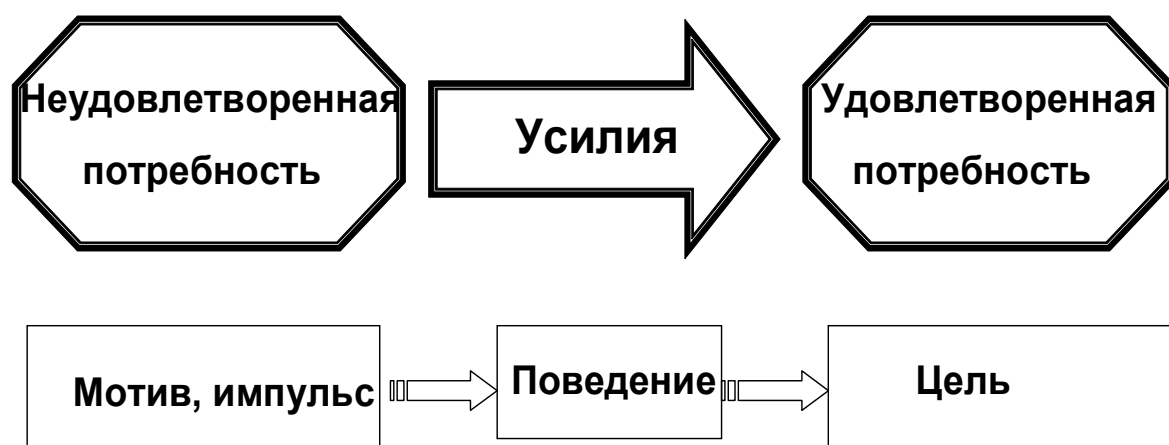 Неудовлетворенная
потребность
Усилия
Удовлетворенная
потребность
Мотив, импульс
Поведение
Цель